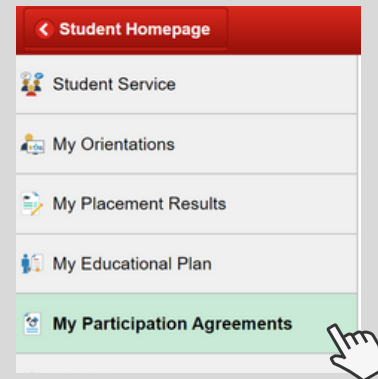 Student Homepage
Student Service
My Orientations
My Placement Results
My Educational Plan
My Participation Agreements